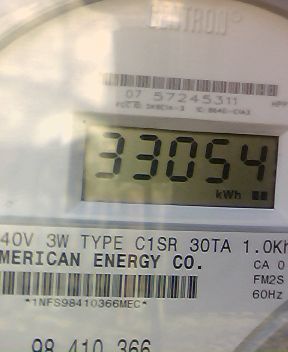 07 57245311
33054
kWh
40V 3W TYPE C1SR 30TA 1.0Kh
MERICAN ENERGY CO.
CA 0
FM2S
60Hz
*1NFS98410366MEC*
98 410 366